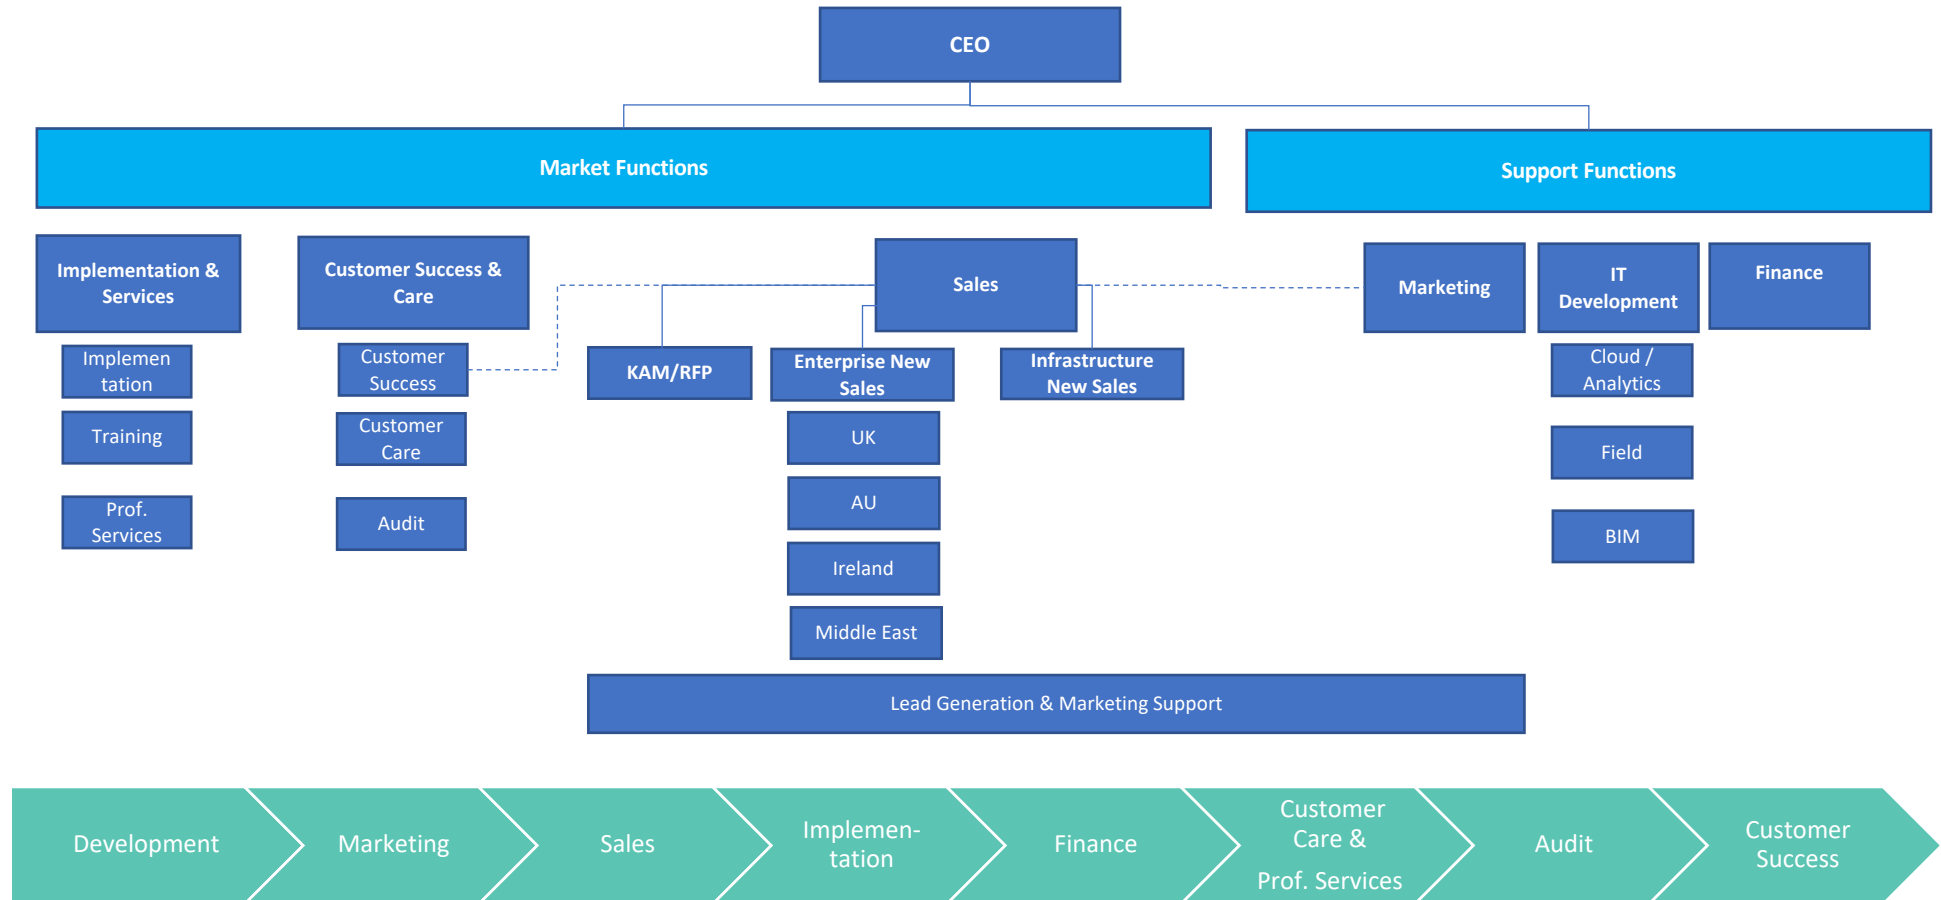 CEO
Market Functions
Support Functions
Implementation &
Services
Customer Success &
Care
Sales
Marketing
IT
Development
Finance
Implemen
tation
Training
Prof.
Services
Customer
Success
Customer
Care
Audit
KAM/RFP
Enterprise New
Sales
Infrastructure
New Sales
UK
AU
Ireland
Middle East
Cloud /
Analytics
Field
BIM
Lead Generation & Marketing Support
Development
Marketing
Sales
Implemen-
tation
Finance
Customer
Care &
Prof. Services
Audit
Customer
Success